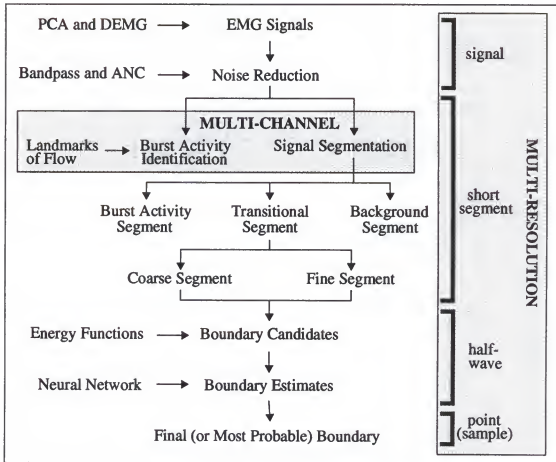 PCA and DEMG
EMG Signals
Bandpass and ANC
Noise Reduction
MULTI-CHANNEL
Landmarks
of Flow
Burst Activity
Identification
Signal Segmentation
Burst Activity
Segment
Transitional
Segment
Background
Segment
Coarse Segment
Fine Segment
Energy Functions
Boundary Candidates
Neural Network
Boundary Estimates
Final (or Most Probable) Boundary
signal
short
segment
half-
wave
point
(sample)
MULTI-RESOLUTION